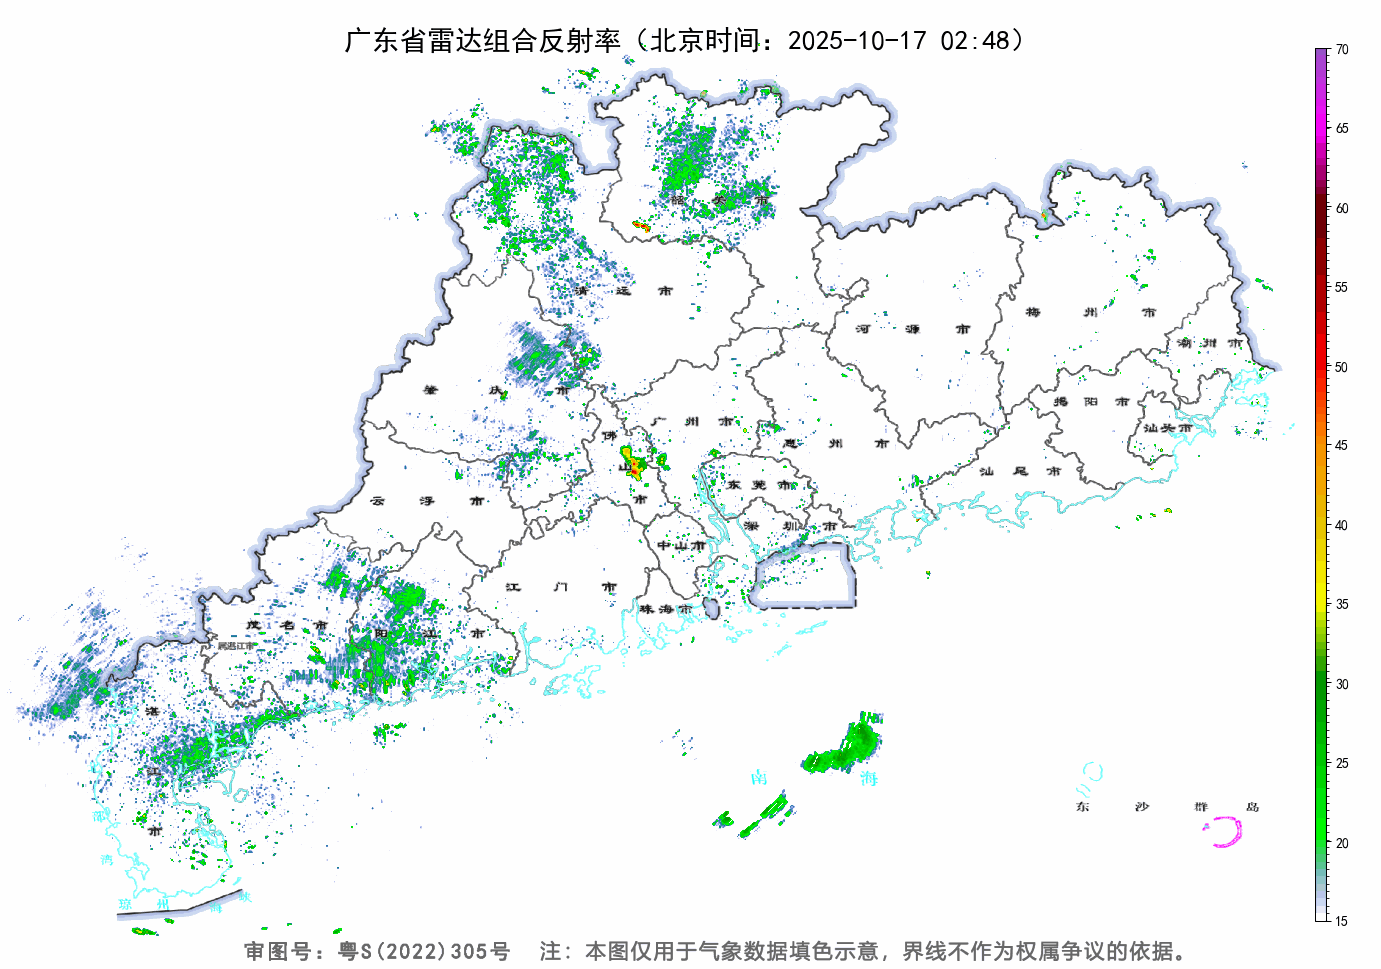 广东省雷达组合反射率（北京时间：2025-10-17 02:48）
70
65
60
55
50
45
40
35
30
25
20
15
韶 关 市
清 远 市
河 源 市
梅 州 市
潮 州 市
肇 庆 市
广 州 市
佛 山 市
惠 州 市
揭 阳 市
汕头市
汕 尾 市
东 莞 市
云 浮 市
深 圳 市
中山市
江 门 市
珠海市
茂 名 市
阳 江 市
属湛江市
湛 江 市
南 海
东 沙 群 岛
湾
琼 州 海 峡
审图号：粤S(2022)305号 注：本图仅用于气象数据填色示意，界线不作为权属争议的依据。